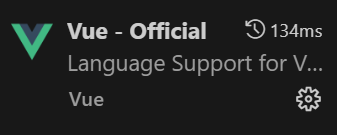 Vue - Official 134ms
Language Support for V...
Vue